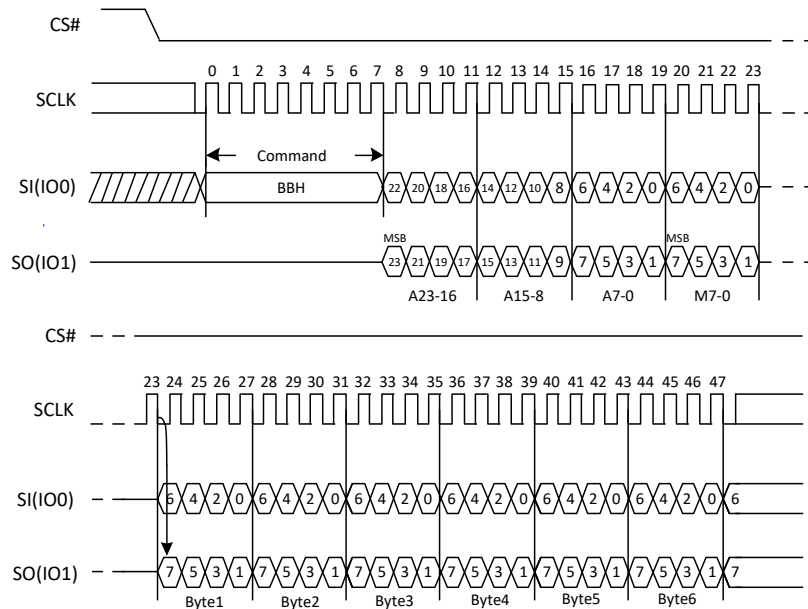 CS#
0 1 2 3 4 5 6 7 8 9 10 11 12 13 14 15 16 17 18 19 20 21 22 23
SCLK
Command
SI(IO0) BBH 22 20 18 16 14 12 10 8 6 4 2 0 6 4 2 0
MSB MSB
SO(IO1) 23 21 19 17 15 13 11 9 7 5 3 1 7 5 3 1
A23-16 A15-8 A7-0 M7-0
CS#
23 24 25 26 27 28 29 30 31 32 33 34 35 36 37 38 39 40 41 42 43 44 45 46 47
SCLK
SI(IO0) 6 4 2 0 6 4 2 0 6 4 2 0 6 4 2 0 6 4 2 0 6 4 2 0 6
SO(IO1) 7 5 3 1 7 5 3 1 7 5 3 1 7 5 3 1 7 5 3 1 7 5 3 1 7
Byte1 Byte2 Byte3 Byte4 Byte5 Byte6